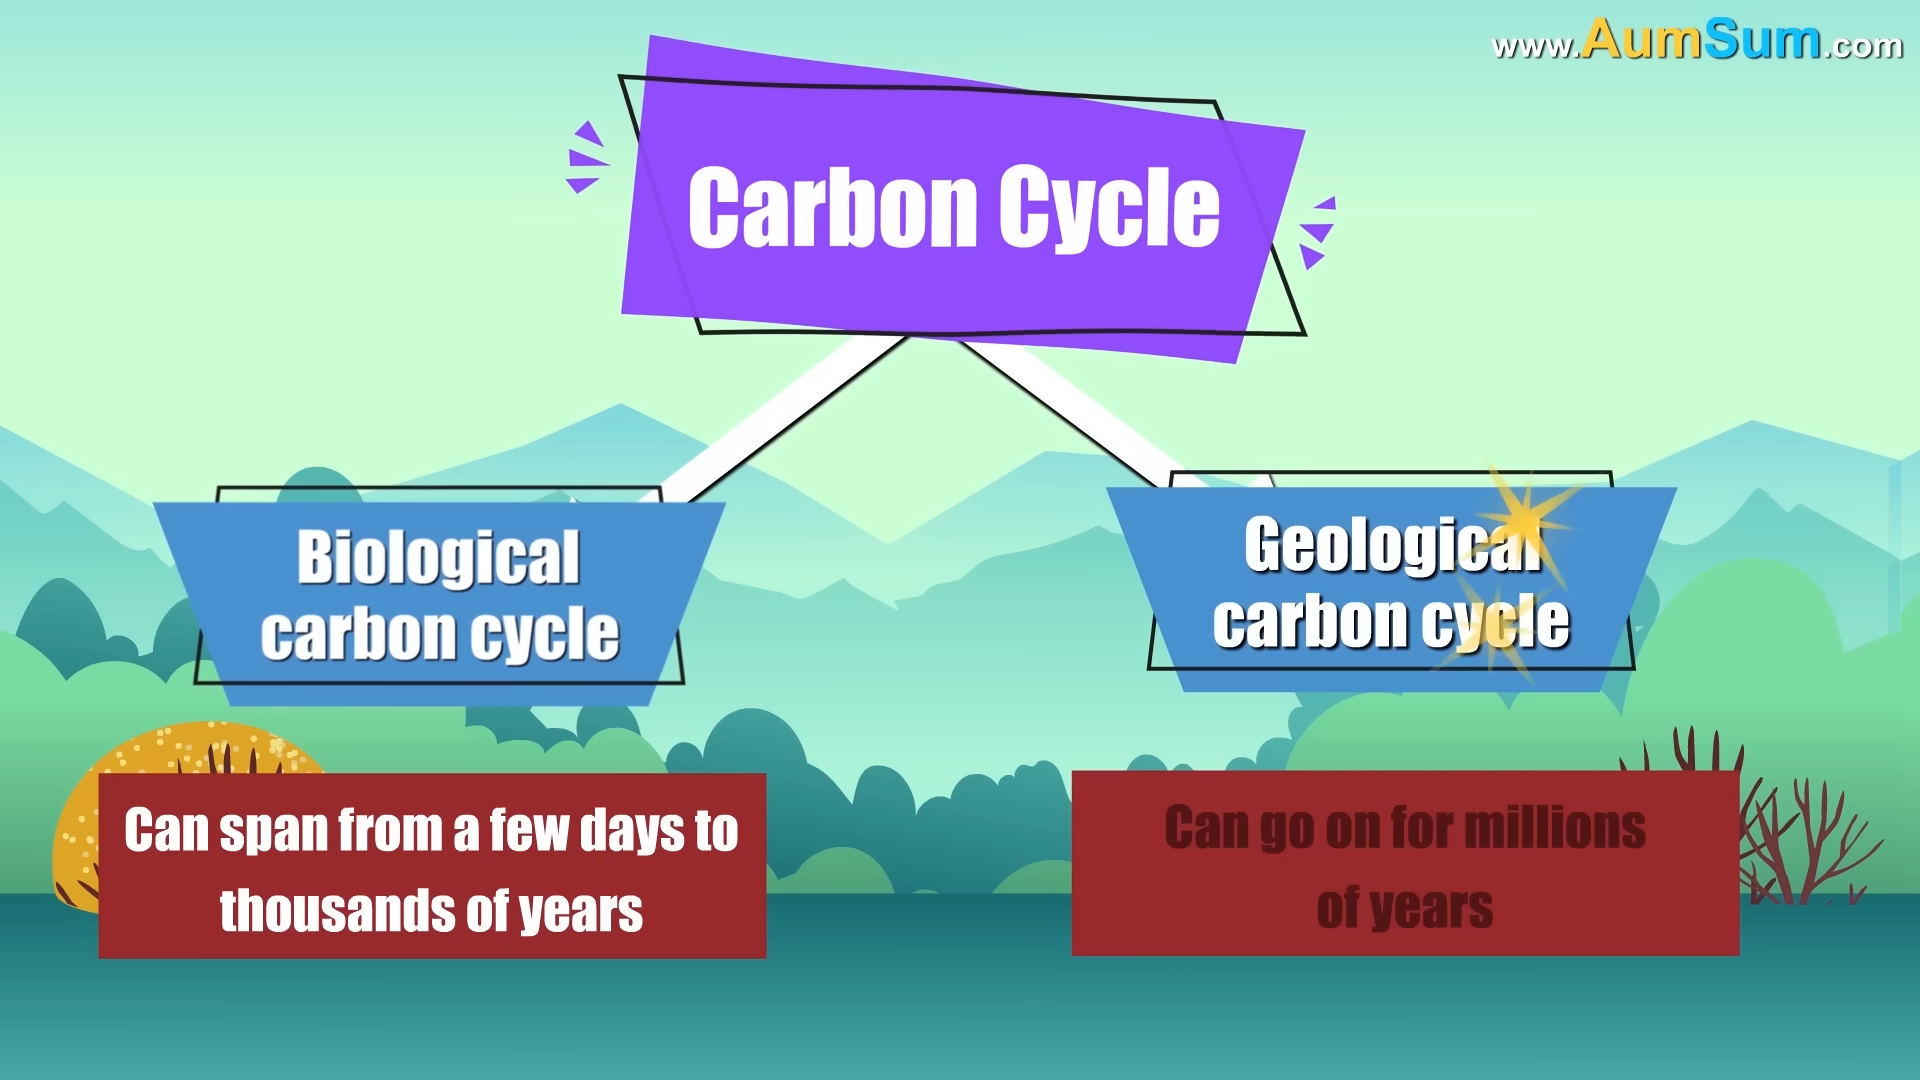 www.AumSum.com
Carbon Cycle
Biological
carbon cycle
Geological
carbon cycle
Can span from a few days to
thousands of years
Can go on for millions
of years